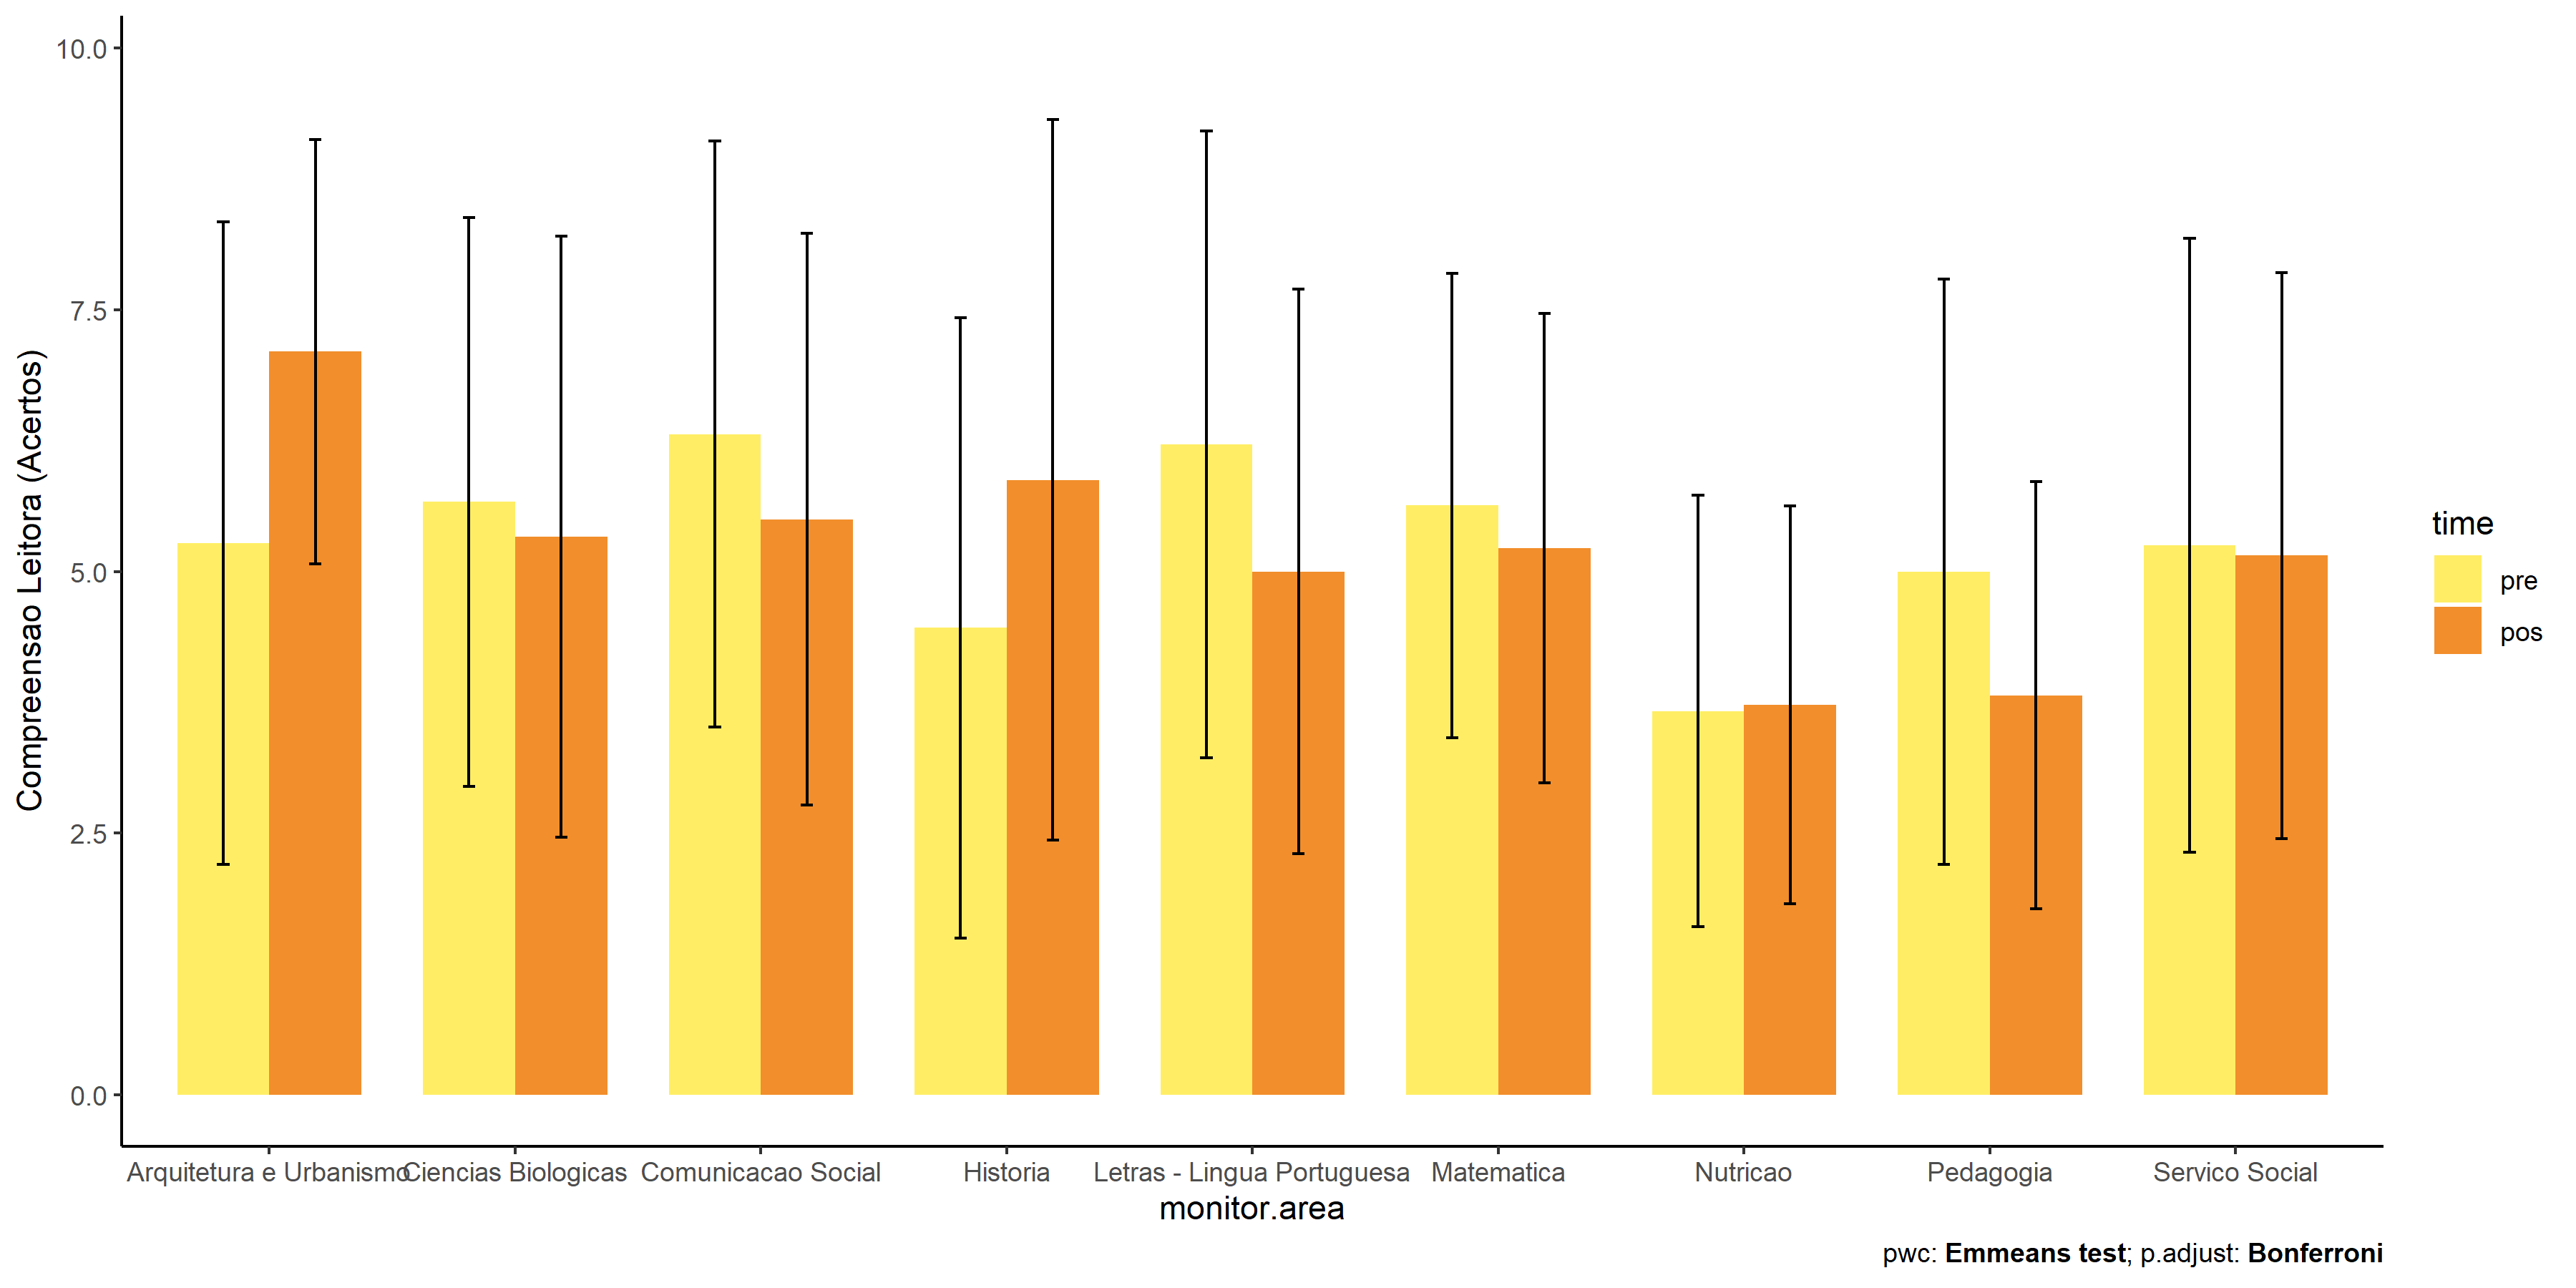 10.0
7.5
5.0
2.5
0.0
Compreensao Leitora (Acertos)
Arquitetura e Urbanismo
Ciencias Biologicas
Comunicacao Social
Historia
Letras - Lingua Portuguesa
Matematica
Nutricao
Pedagogia
Servico Social
monitor.area
time
pre
pos
pwc: Emmeans test; p.adjust: Bonferroni